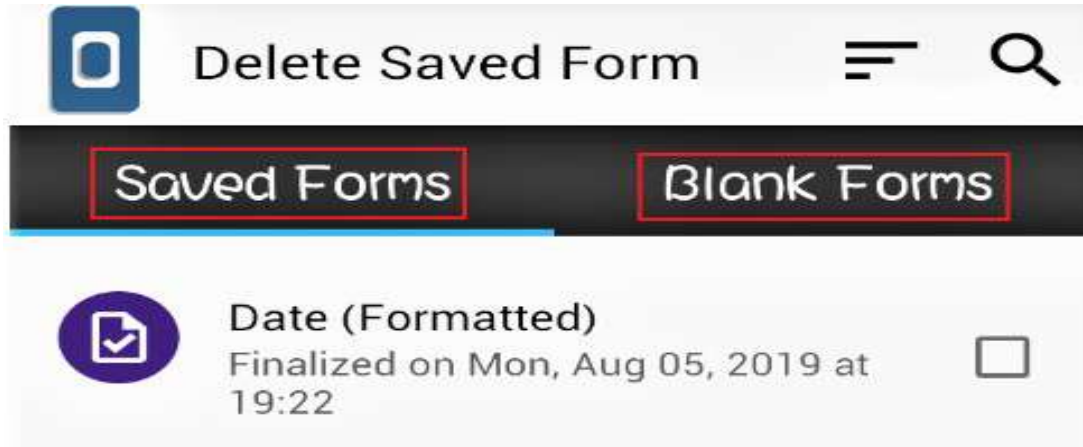 Delete Saved Form
Saved Forms
Blank Forms
Date (Formatted)
Finalized on Mon, Aug 05, 2019 at
19:22